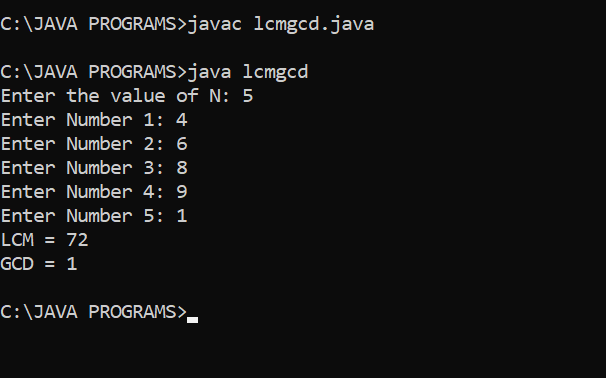 C:\JAVA PROGRAMS>javac lcmgcd.java
C:\JAVA PROGRAMS>java lcmgcd
Enter the value of N: 5
Enter Number 1: 4
Enter Number 2: 6
Enter Number 3: 8
Enter Number 4: 9
Enter Number 5: 1
LCM = 72
GCD = 1
C:\JAVA PROGRAMS>